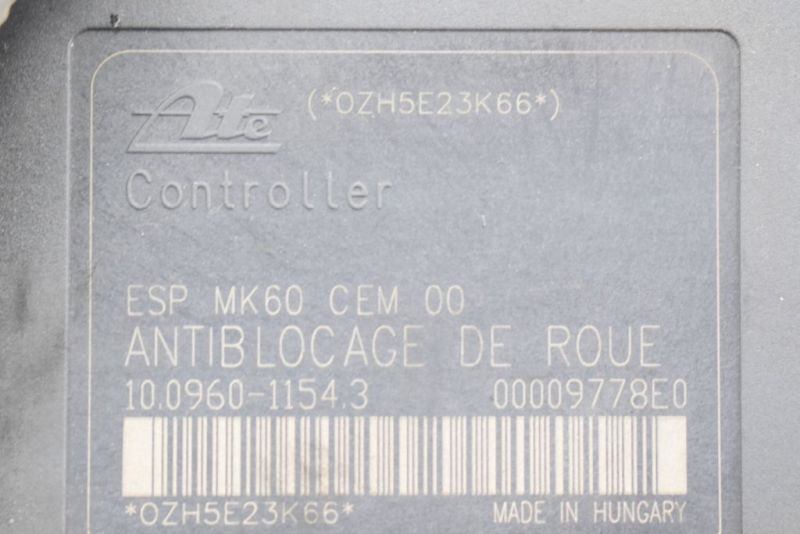 Ate (*OZH5E23K66*)
Controller
ESP MK60 CEM 00
ANTIBLOCAGE DE ROUE
10.0960-1154.3 00009778E0
*OZH5E23K66* MADE IN HUNGARY